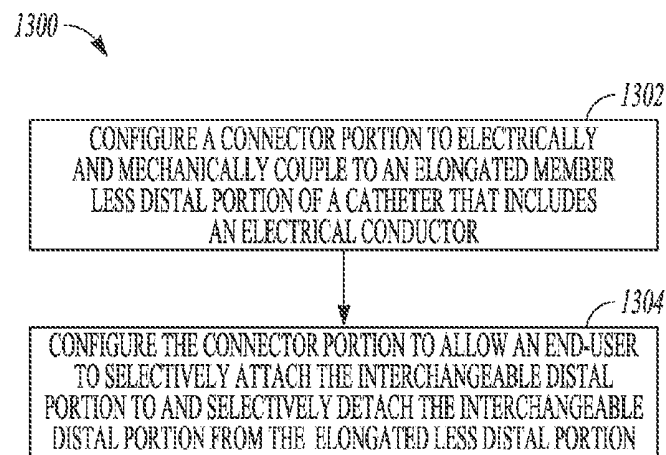 1300
1302
CONFIGURE A CONNECTOR PORTION TO ELECTRICALLY
AND MECHANICALLY COUPLE TO AN ELONGATED MEMBER
LESS DISTAL PORTION OF A CATHETER THAT INCLUDES
AN ELECTRICAL CONDUCTOR
1304
CONFIGURE THE CONNECTOR PORTION TO ALLOW AN END-USER
TO SELECTIVELY ATTACH THE INTERCHANGEABLE DISTAL
PORTION TO AND SELECTIVELY DETACH THE INTERCHANGEABLE
DISTAL PORTION FROM THE ELONGATED LESS DISTAL PORTION